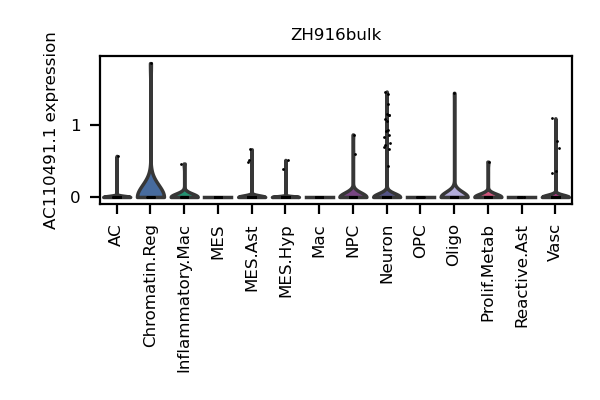 ZH916bulk
AC110491.1 expression
1
0
AC
Chromatin.Reg
Inflammatory.Mac
MES
MES.Ast
MES.Hyp
Mac
NPC
Neuron
OPC
Oligo
Prolif.Metab
Reactive.Ast
Vasc